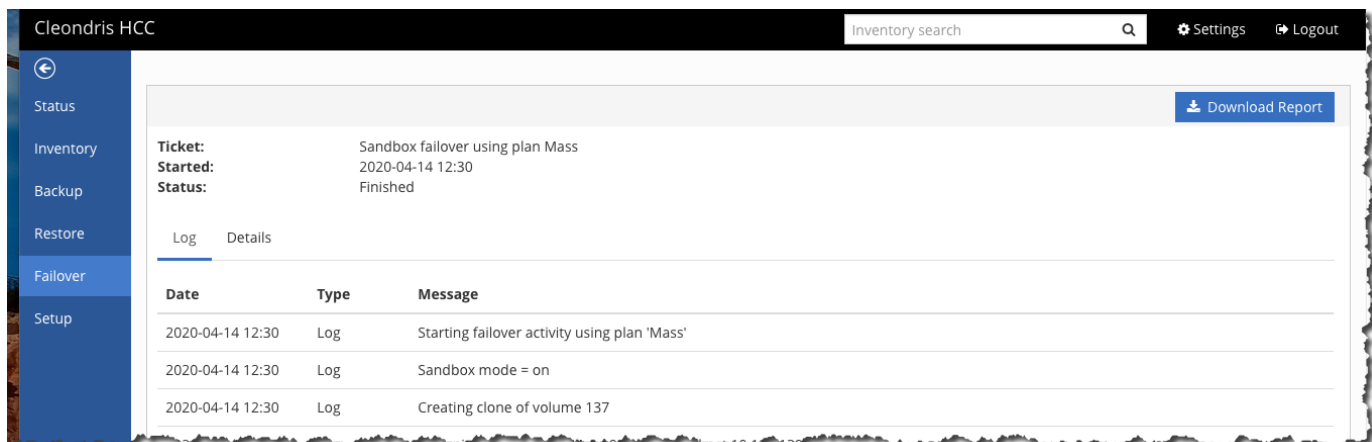 Cleondris HCC
Inventory search
Settings
Logout
Status
Inventory
Backup
Restore
Failover
Setup
Download Report
Ticket: Sandbox failover using plan Mass
Started: 2020-04-14 12:30
Status: Finished
Log Details
Date Type Message
2020-04-14 12:30 Log Starting failover activity using plan 'Mass'
2020-04-14 12:30 Log Sandbox mode = on
2020-04-14 12:30 Log Creating clone of volume 137